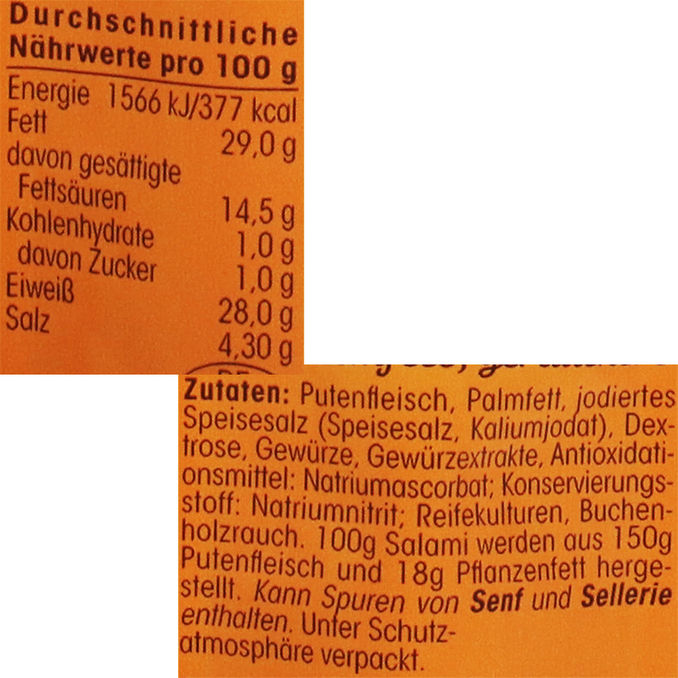 Durchschnittliche
Nährwerte pro 100 g
Energie 1566 kJ/377 kcal
Fett 29,0 g
davon gesättigte
Fettsäuren 14,5 g
Kohlenhydrate 1,0 g
davon Zucker 1,0 g
Eiweiß 28,0 g
Salz 4,30 g
Zutaten: Putenfleisch, Palmfett, jodiertes
Speisesalz (Speisesalz, Kaliumjodat), Dex-
trose, Gewürze, Gewürzextrakte, Antioxidati-
onsmittel: Natriumascorbat; Konservierungs-
stoff: Natriumnitrit; Reifekulturen, Buchen-
holzrauch. 100g Salami werden aus 150g
Putenfleisch und 18g Pflanzenfett herge-
stellt. Kann Spuren von Senf und Sellerie
enthalten. Unter Schutz-
atmosphäre verpackt.